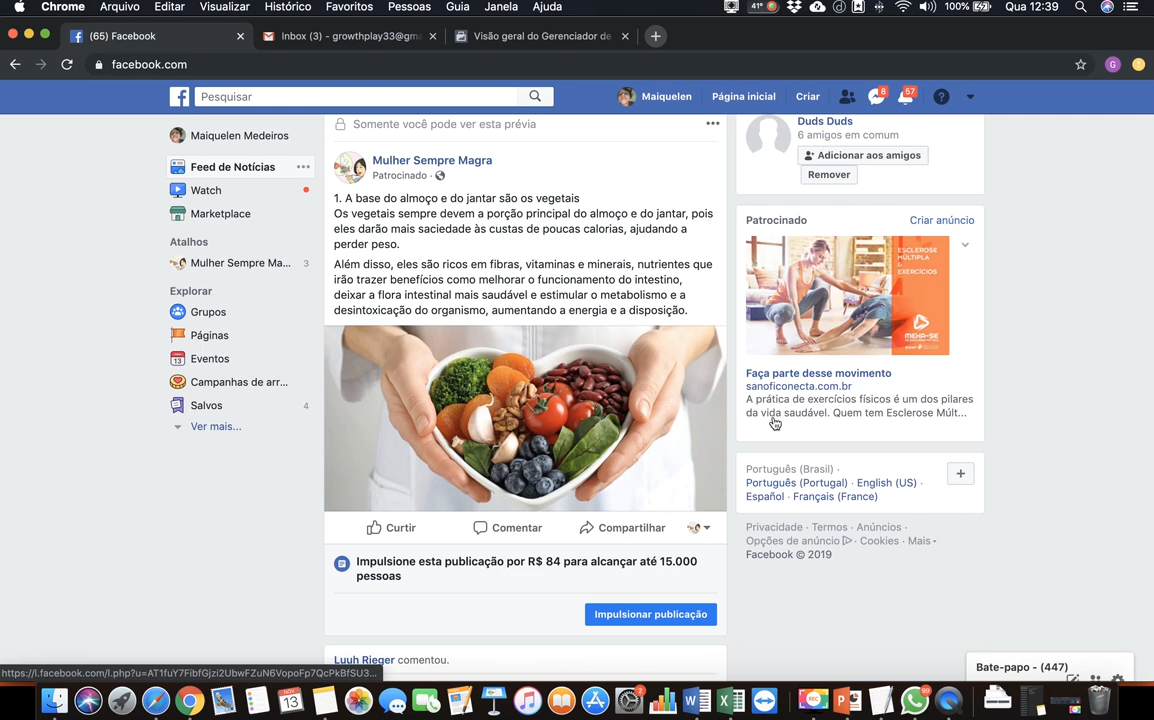 Chrome Arquivo Editar Visualizar Histórico Favoritos Pessoas Guia Janela Ajuda 41° 100% Qua 12:39
(65) Facebook
Inbox (3) - growthplay33@gm
Visão geral do Gerenciador de
facebook.com
G
Pesquisar
Maiquelen Página inicial Criar 8 57
Maiquelen Medeiros
Feed de Notícias
Watch
Marketplace
Atalhos
Mulher Sempre Ma... 3
Explorar
Grupos
Páginas
Eventos
Campanhas de arr...
Salvos 4
Ver mais...
Somente você pode ver esta prévia
Mulher Sempre Magra
Patrocinado ·
1. A base do almoço e do jantar são os vegetais
Os vegetais sempre devem a porção principal do almoço e do jantar, pois
eles darão mais saciedade às custas de poucas calorias, ajudando a
perder peso.
Além disso, eles são ricos em fibras, vitaminas e minerais, nutrientes que
irão trazer benefícios como melhorar o funcionamento do intestino,
deixar a flora intestinal mais saudável e estimular o metabolismo e a
desintoxicação do organismo, aumentando a energia e a disposição.
Curtir Comentar Compartilhar
Impulsione esta publicação por R$ 84 para alcançar até 15.000
pessoas
Impulsionar publicação
Luuh Rieger comentou.
Duds Duds
6 amigos em comum
Adicionar aos amigos
Remover
Patrocinado Criar anúncio
ESCLEROSE
MÚLTIPLA
&
EXERCÍCIOS
MEXA-SE
Faça parte desse movimento
sanoficonecta.com.br
A prática de exercícios físicos é um dos pilares
da vida saudável. Quem tem Esclerose Múlt...
Português (Brasil) ·
Português (Portugal) · English (US) ·
Español · Français (France)
Privacidade · Termos · Anúncios ·
Opções de anúncio · Cookies · Mais
Facebook © 2019
Bate-papo - (447)
NOV
13